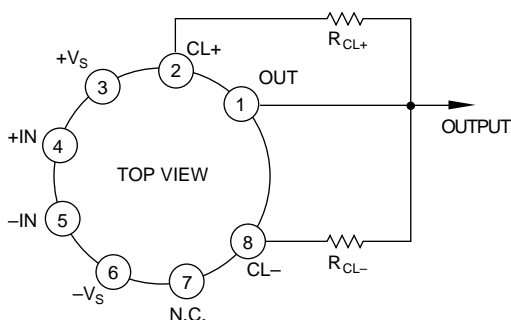 R_CL+
CL+
+V_S
2
OUT
3
1
OUTPUT
+IN
4
TOP VIEW
–IN
5
8
R_CL–
CL–
6
–V_S
7
N.C.